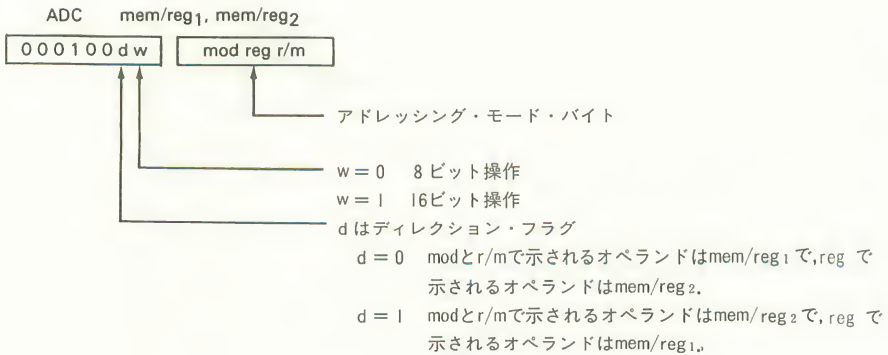 ADC mem/reg₁, mem/reg₂
000100dw mod reg r/m
アドレッシング・モード・バイト
w = 0 8ビット操作
w = 1 16ビット操作
dはディレクション・フラグ
d = 0 modとr/mで示されるオペランドはmem/reg₁で,reg で
示されるオペランドはmem/reg₂.
d = 1 modとr/mで示されるオペランドはmem/reg₂で, reg で
示されるオペランドはmem/reg₁.